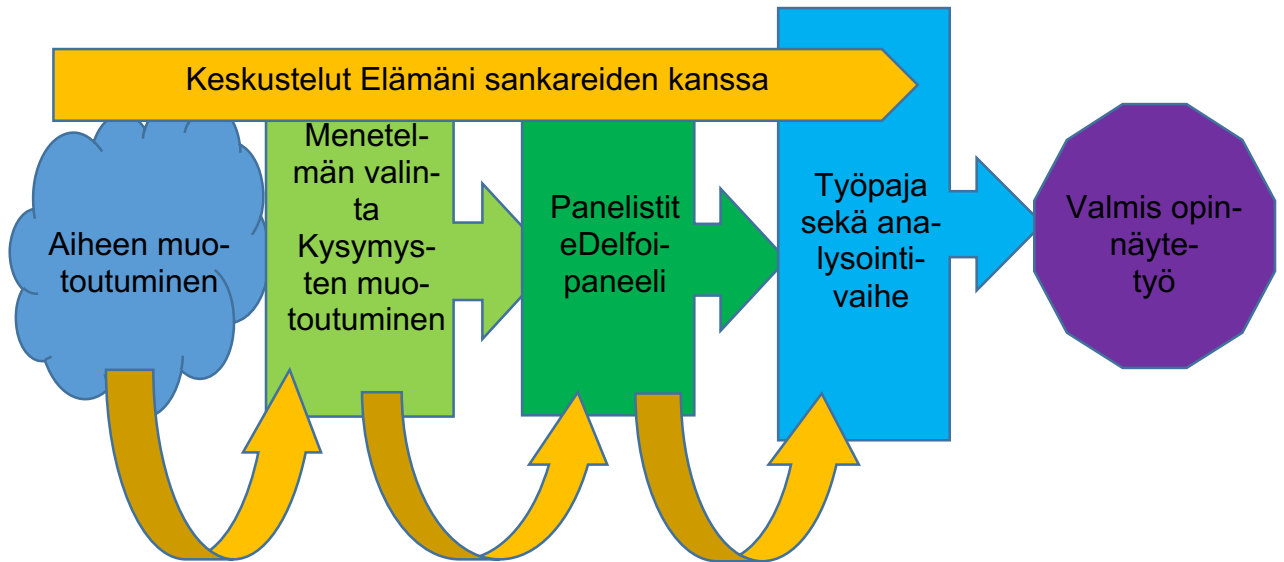 Keskustelut Elämäni sankareiden kanssa
Aiheen muo-
toutuminen
Menetel-
män valin-
ta
Kysymys-
ten muo-
toutuminen
Panelistit
eDelfoi-
paneeli
Työpaja
sekä ana-
lysointi-
vaihe
Valmis opin-
näyte-
työ